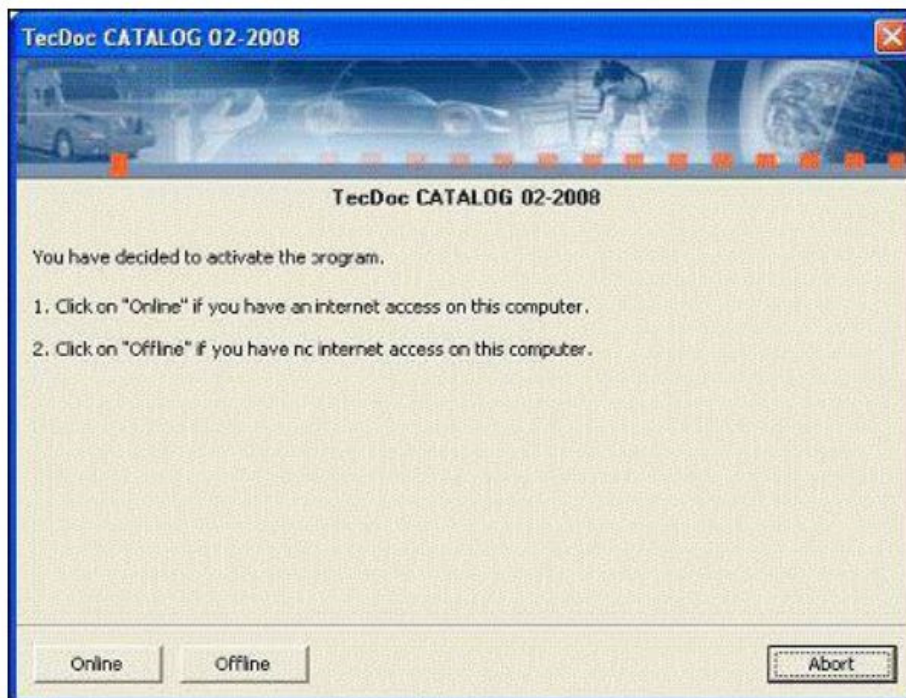 TecDoc CATALOG 02-2008
TecDoc CATALOG 02-2008
You have decided to activate the program.
1. Click on "Online" if you have an internet access on this computer.
2. Click on "Offline" if you have no internet access on this computer.
Online Offline Abort